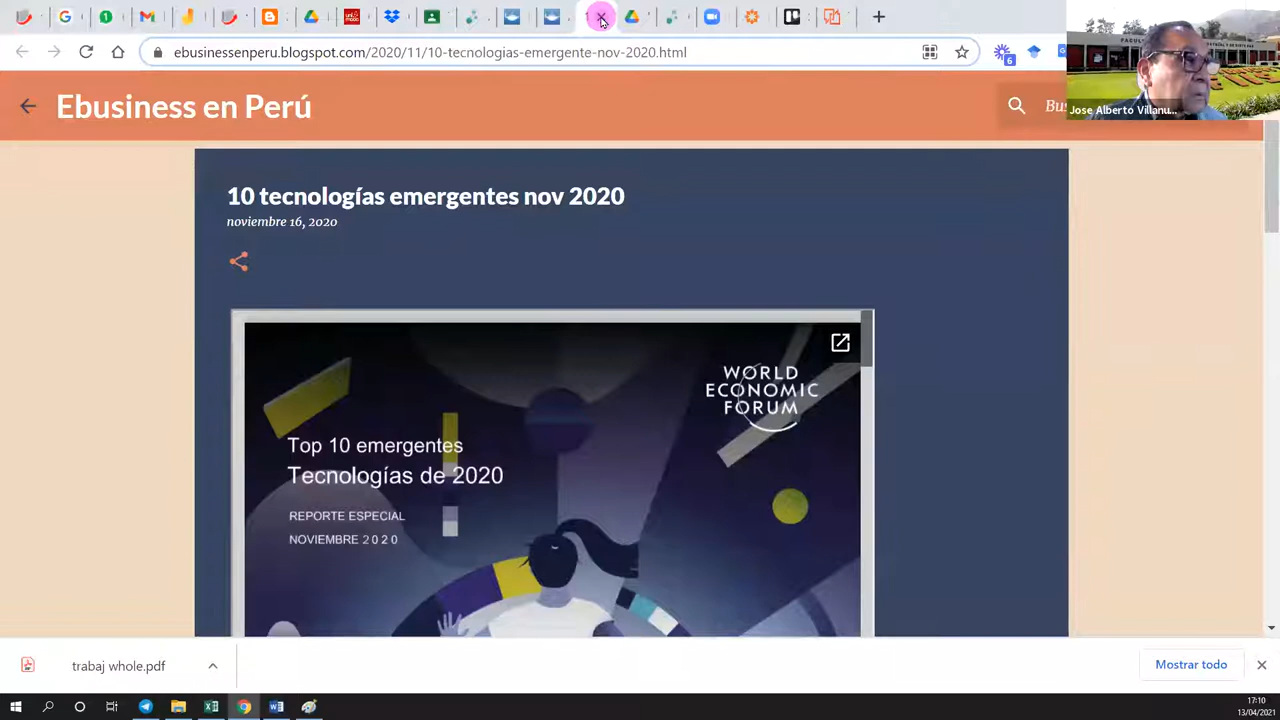 ebusinessenperu.blogspot.com/2020/11/10-tecnologias-emergente-nov-2020.html
6
Ebusiness en Perú
Bus
Jose Alberto Villanu...
10 tecnologías emergentes nov 2020
noviembre 16, 2020
WORLD
ECONOMIC
FORUM
Top 10 emergentes
Tecnologías de 2020
REPORTE ESPECIAL
NOVIEMBRE 2020
trabaj whole.pdf
Mostrar todo
17:10
13/04/2021